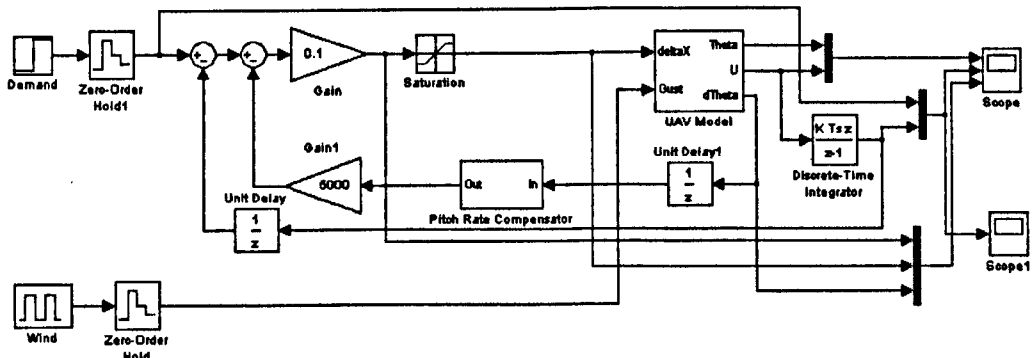 Demand
Zero-Order
Hold1
+
-
+
-
0.1
Gain
Saturation
deltaX
Gust
Theta
U
dTheta
UAV Model
Scope
K Ts z
z-1
Discrete-Time
Integrator
Gain1
6000
Out
In
Pitch Rate Compensator
Unit Delay1
1
z
Unit Delay
1
z
Scope1
Wind
Zero-Order
Hold